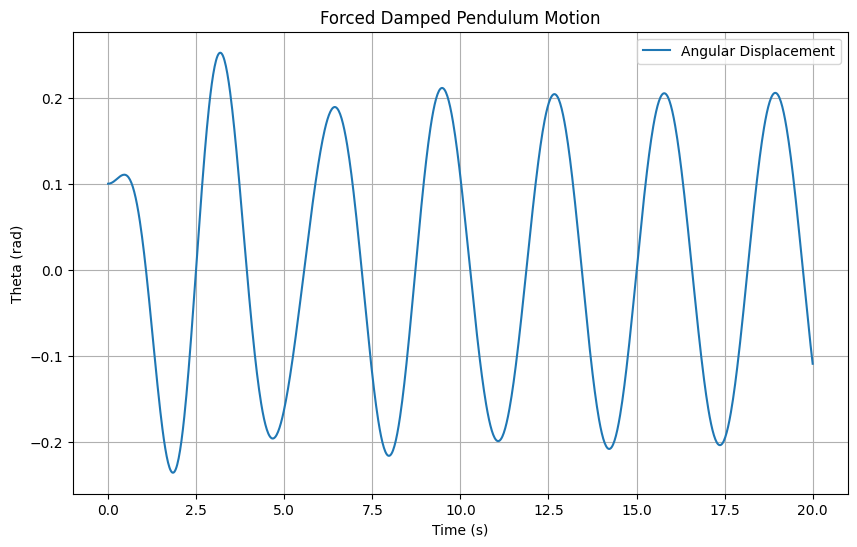 Forced Damped Pendulum Motion
Angular Displacement
Theta (rad)
0.2
0.1
0.0
−0.1
−0.2
0.0 2.5 5.0 7.5 10.0 12.5 15.0 17.5 20.0
Time (s)